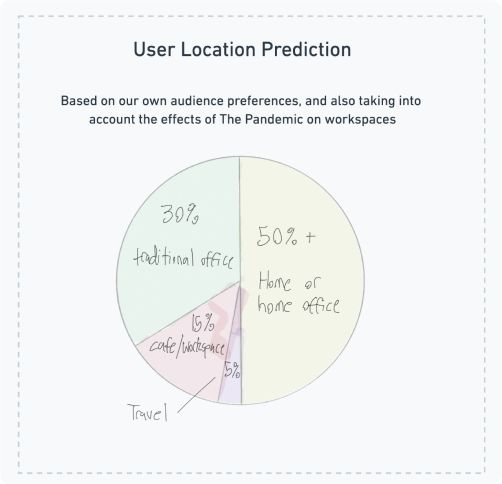 User Location Prediction
Based on our own audience preferences, and also taking into
account the effects of The Pandemic on workspaces
30%
traditional office
50% +
Home or
home office
15%
cafe/workspace
5%
Travel